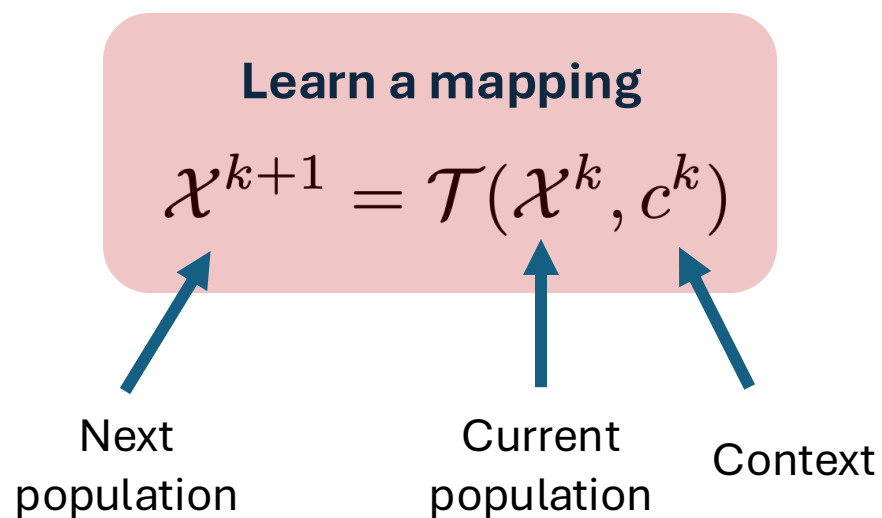 Learn a mapping
𝒳^{k+1} = 𝒯(𝒳^k, c^k)
Next
population
Current
population
Context